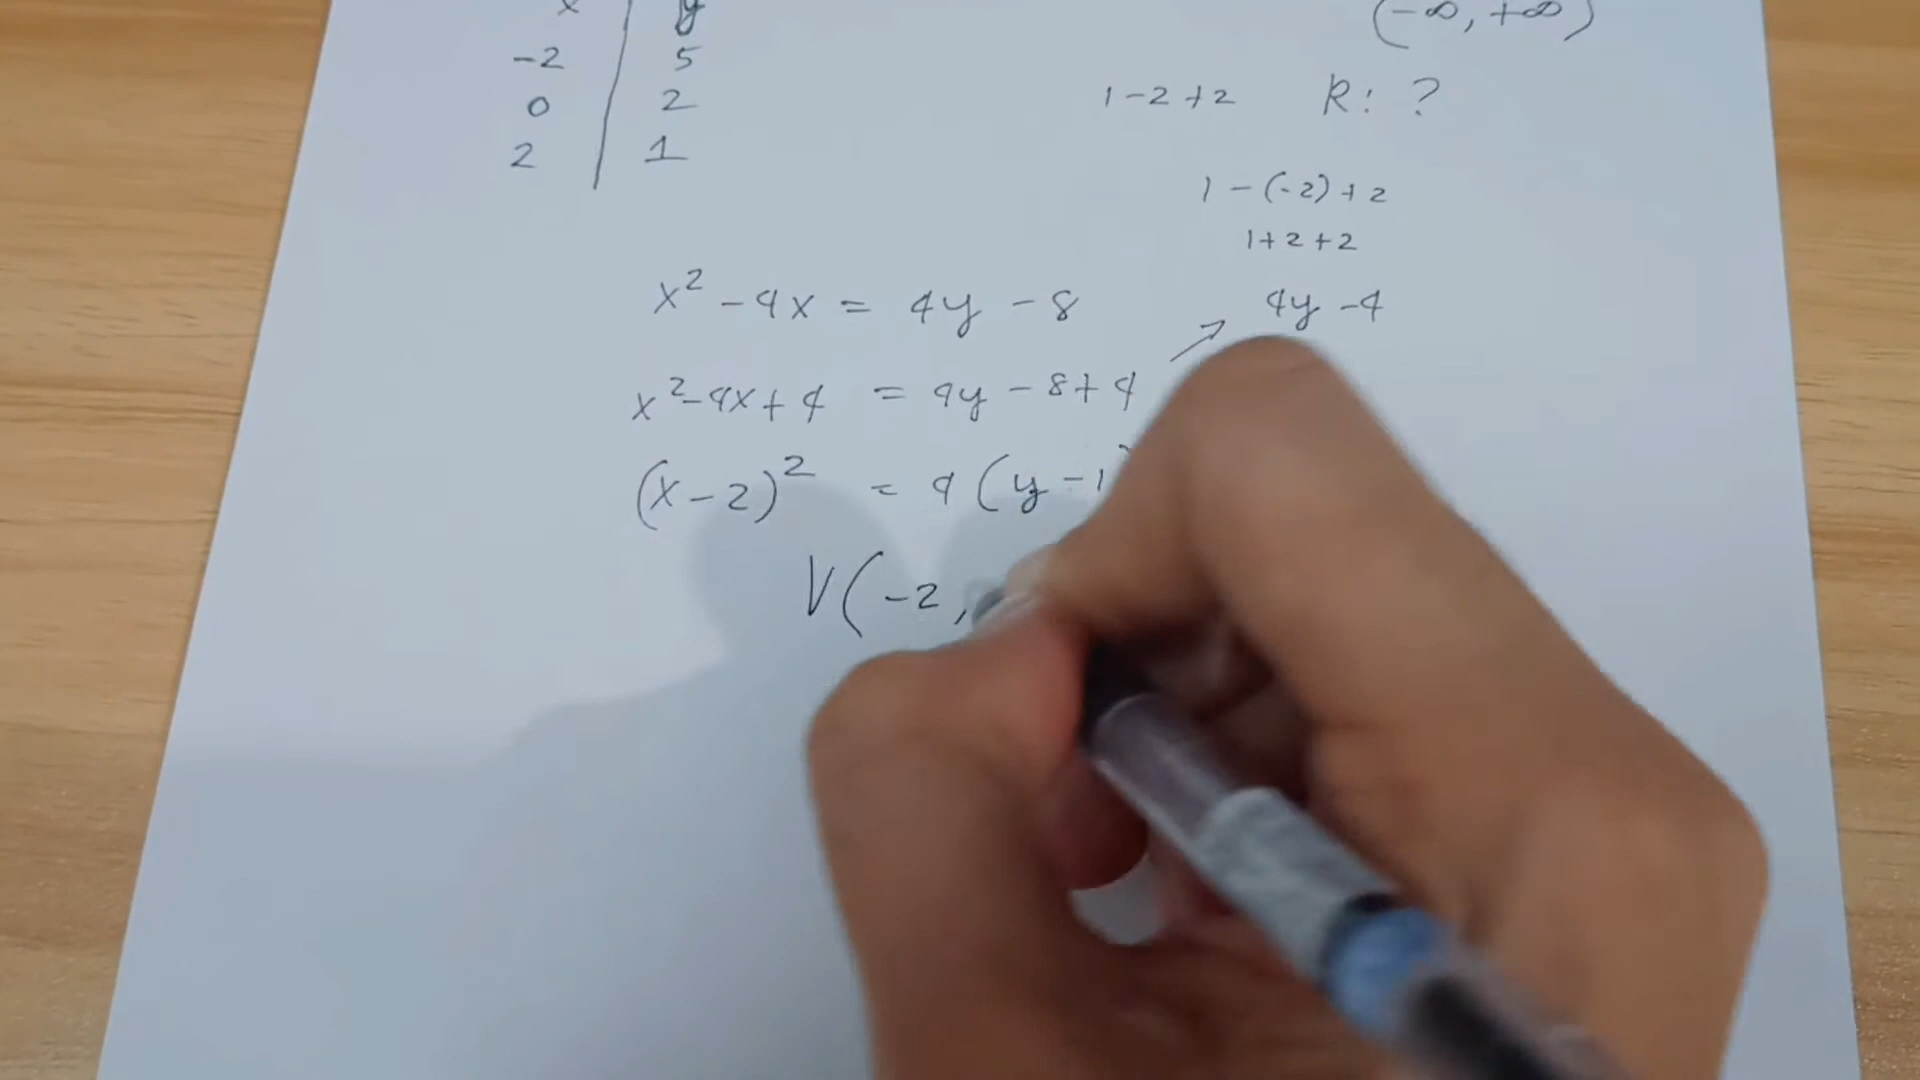 x | y
-2 | 5
0 | 2
2 | 1
(-∞, +∞)
1-2+2 R: ?
1-(-2)+2
1+2+2
x² -4x = 4y - 8
4y -4
x²-4x+4 = 4y - 8+4
(x-2)² = 4(y-1
V(-2,